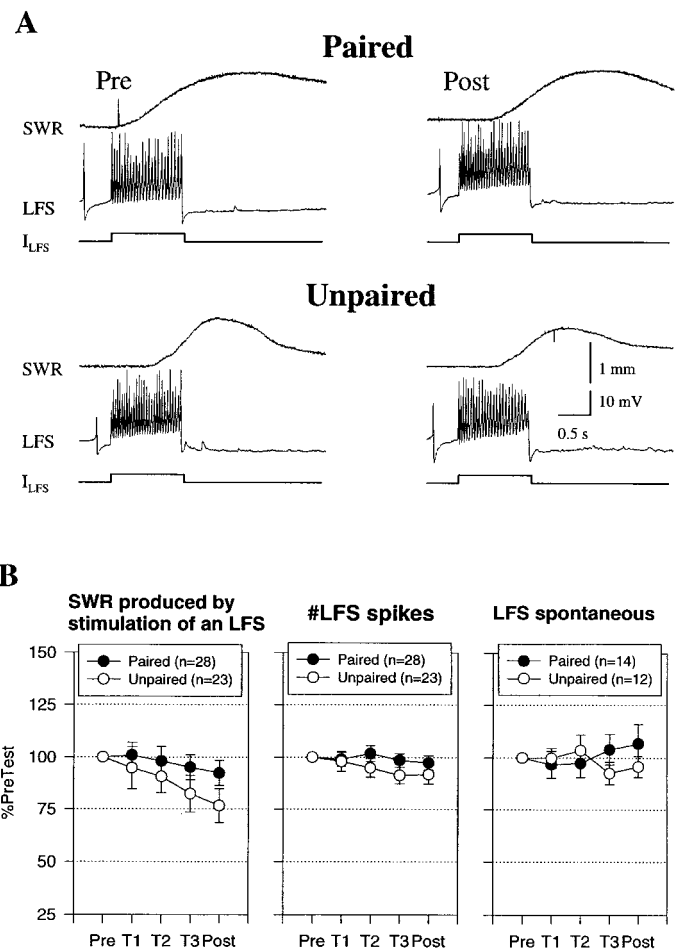 A
Paired
Pre
Post
SWR
LFS
I_LFS
Unpaired
SWR
LFS
I_LFS
1 mm
10 mV
0.5 s
B
SWR produced by
stimulation of an LFS
#LFS spikes
LFS spontaneous
%PreTest
150
125
100
75
50
25
Paired (n=28)
Unpaired (n=23)
Pre T1 T2 T3 Post
Paired (n=28)
Unpaired (n=23)
Pre T1 T2 T3 Post
Paired (n=14)
Unpaired (n=12)
Pre T1 T2 T3 Post